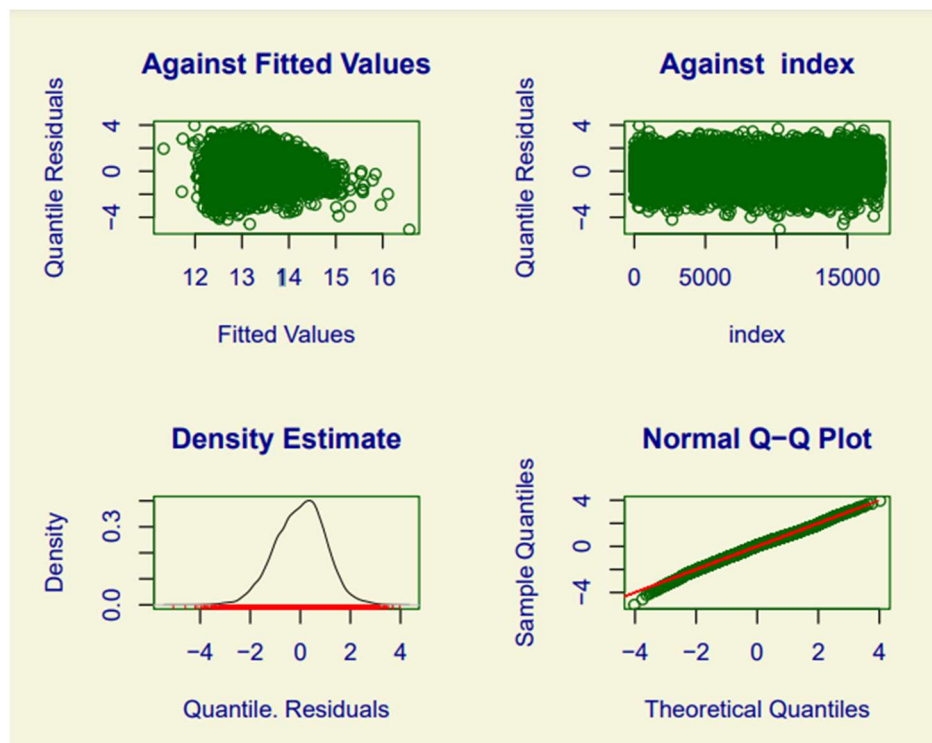 Against Fitted Values
Quantile Residuals
−4 0 4
12 13 14 15 16
Fitted Values
Against index
Quantile Residuals
−4 0 4
0 5000 15000
index
Density Estimate
Density
0.0 0.3
−4 −2 0 2 4
Quantile. Residuals
Normal Q−Q Plot
Sample Quantiles
−4 0 4
−4 −2 0 2 4
Theoretical Quantiles